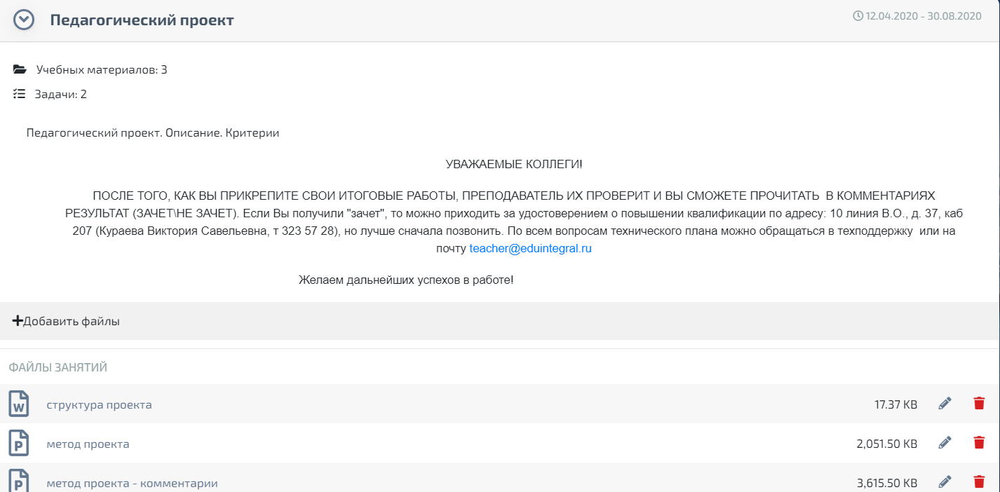 Педагогический проект
12.04.2020 - 30.08.2020
Учебных материалов: 3
Задачи: 2
Педагогический проект. Описание. Критерии
УВАЖАЕМЫЕ КОЛЛЕГИ!
ПОСЛЕ ТОГО, КАК ВЫ ПРИКРЕПИТЕ СВОИ ИТОГОВЫЕ РАБОТЫ, ПРЕПОДАВАТЕЛЬ ИХ ПРОВЕРИТ И ВЫ СМОЖЕТЕ ПРОЧИТАТЬ В КОММЕНТАРИЯХ
РЕЗУЛЬТАТ (ЗАЧЕТ\НЕ ЗАЧЕТ). Если Вы получили "зачет", то можно приходить за удостоверением о повышении квалификации по адресу: 10 линия В.О., д. 37, каб
207 (Кураева Виктория Савельевна, т 323 57 28), но лучше сначала позвонить. По всем вопросам технического плана можно обращаться в техподдержку или на
почту teacher@eduintegral.ru
Желаем дальнейших успехов в работе!
Добавить файлы
ФАЙЛЫ ЗАНЯТИЙ
W структура проекта 17.37 KB
P метод проекта 2,051.50 KB
P метод проекта - комментарии 3,615.50 KB